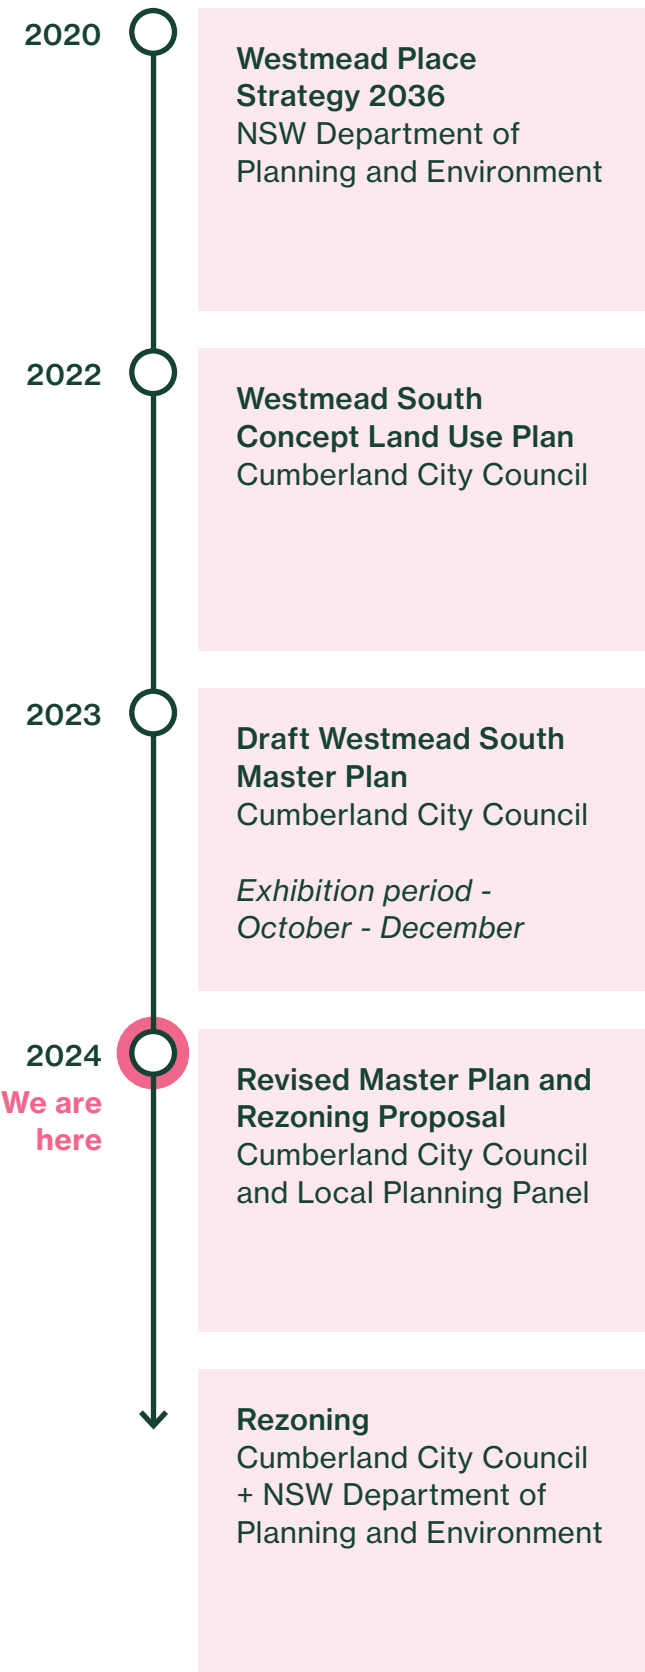 2020
Westmead Place
Strategy 2036
NSW Department of
Planning and Environment
2022
Westmead South
Concept Land Use Plan
Cumberland City Council
2023
Draft Westmead South
Master Plan
Cumberland City Council
Exhibition period -
October - December
2024
We are
here
Revised Master Plan and
Rezoning Proposal
Cumberland City Council
and Local Planning Panel
Rezoning
Cumberland City Council
+ NSW Department of
Planning and Environment